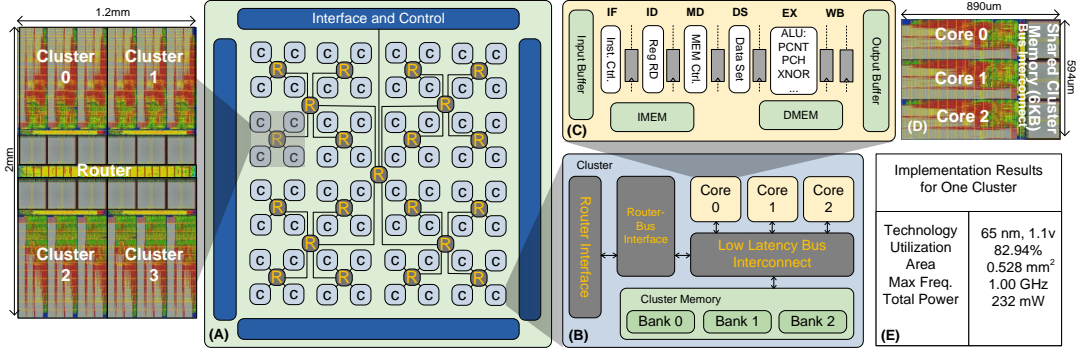 1.2mm
2mm
Cluster
0
Cluster
1
Router
Cluster
2
Cluster
3
Interface and Control
C C C C C C C C
R R R R
C C C C C C C C
R R
C C C C C C C C
R R R R
C C C C C C C C
R
C C C C C C C C
R R R R
C C C C C C C C
R R
C C C C C C C C
R R R R
C C C C C C C C
(A)
IF ID MD DS EX WB
Input Buffer
Inst Ctrl.
Reg RD
MEM Ctrl.
Data Set
ALU:
PCNT
PCH
XNOR
...
Output Buffer
IMEM
DMEM
(C)
890um
594um
Core 0
Core 1
Core 2
Bus Interconnect
Memory (6KB)
Shared Cluster
(D)
Cluster
Router Interface
Router-
Bus
Interface
Core
0
Core
1
Core
2
Low Latency Bus
Interconnect
Cluster Memory
Bank 0
Bank 1
Bank 2
(B)
Implementation Results
for One Cluster
Technology 65 nm, 1.1v
Utilization 82.94%
Area 0.528 mm²
Max Freq. 1.00 GHz
Total Power 232 mW
(E)